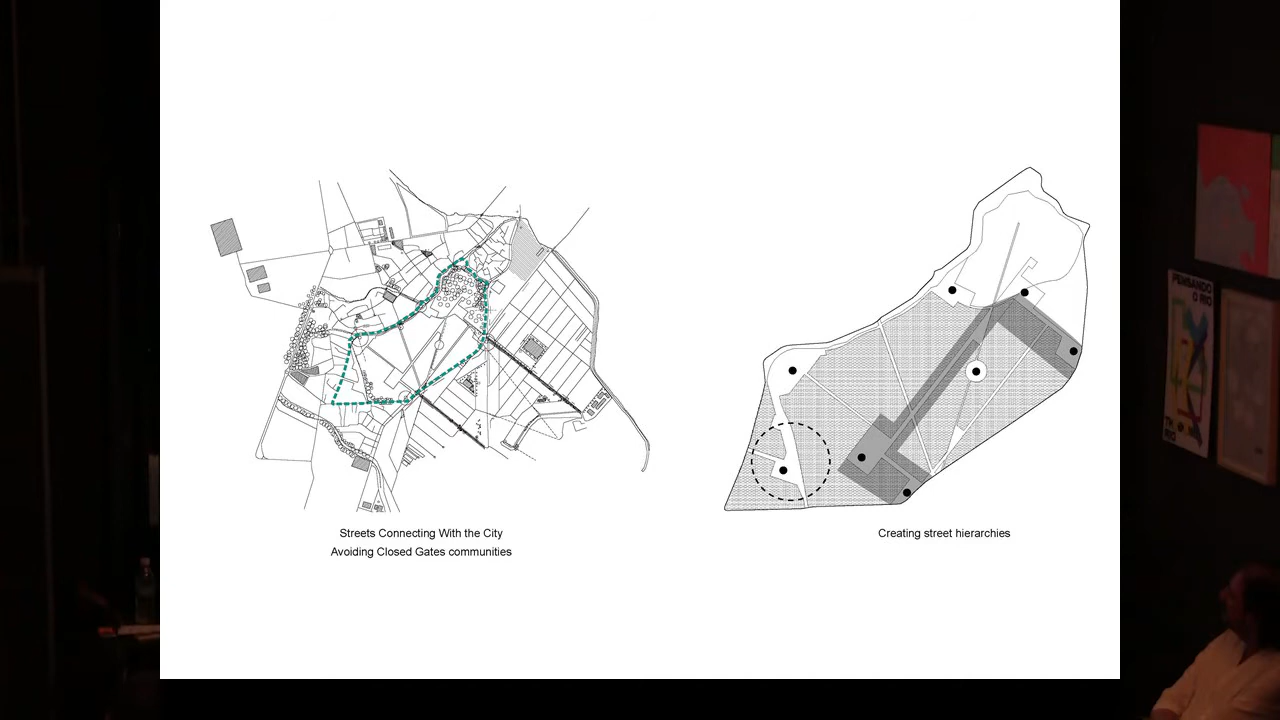 Streets Connecting With the City
Avoiding Closed Gates communities
Creating street hierarchies
PENSANDO
O RIO